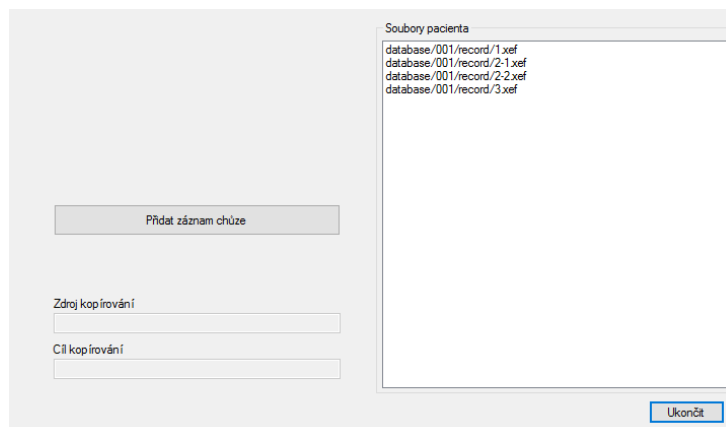 Soubory pacienta
database/001/record/1.xef
database/001/record/2-1.xef
database/001/record/2-2.xef
database/001/record/3.xef
Přidat záznam chůze
Zdroj kopírování
Cíl kopírování
Ukončit